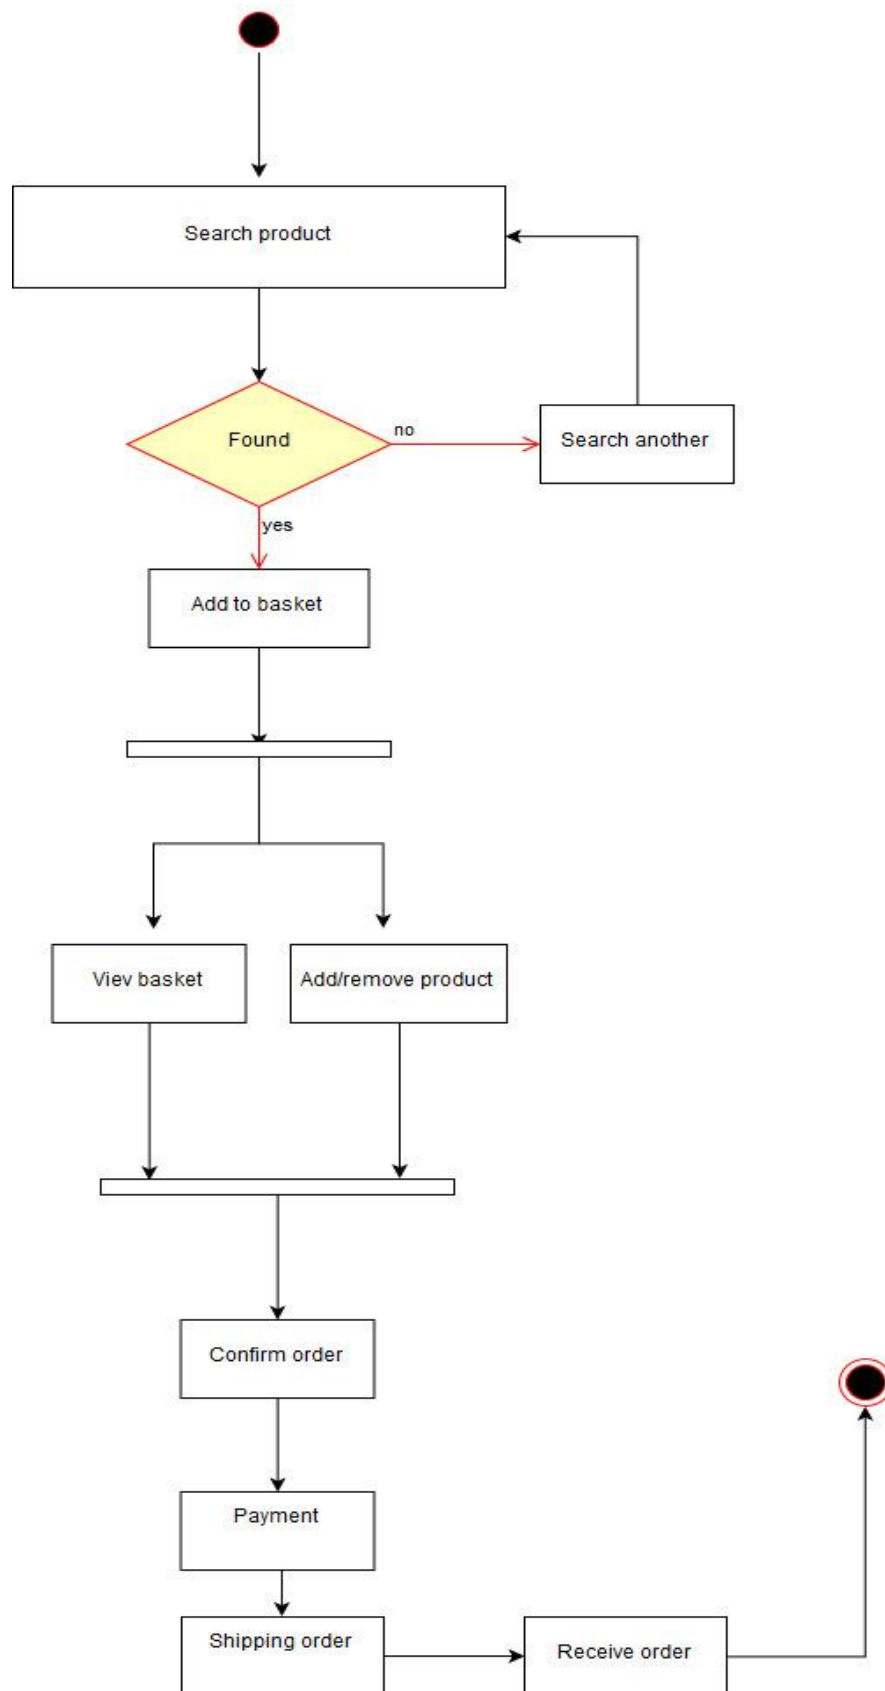 Search product
Found
no
Search another
yes
Add to basket
Viev basket
Add/remove product
Confirm order
Payment
Shipping order
Receive order